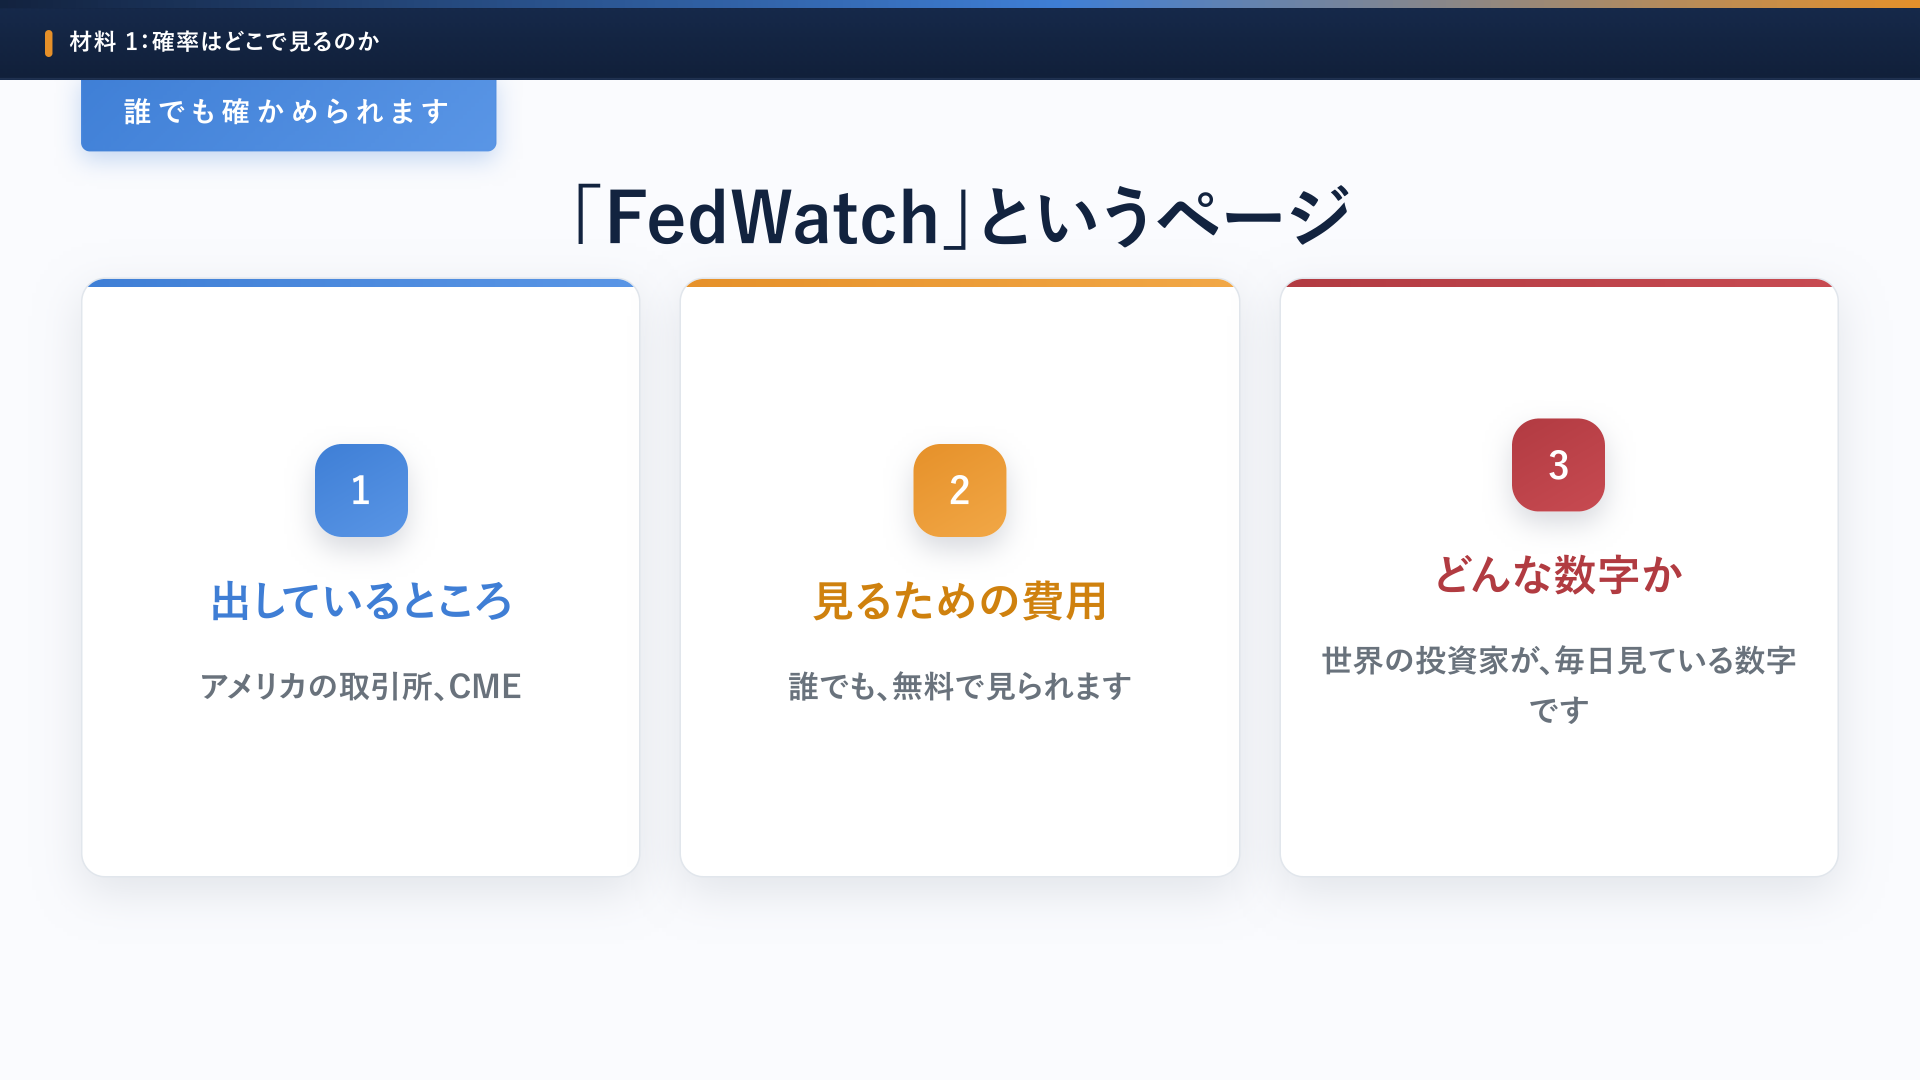 材料 1：確率はどこで見るのか
誰でも確かめられます
「FedWatch」というページ
1
出しているところ
アメリカの取引所、CME
2
見るための費用
誰でも、無料で見られます
3
どんな数字か
世界の投資家が、毎日見ている数字
です